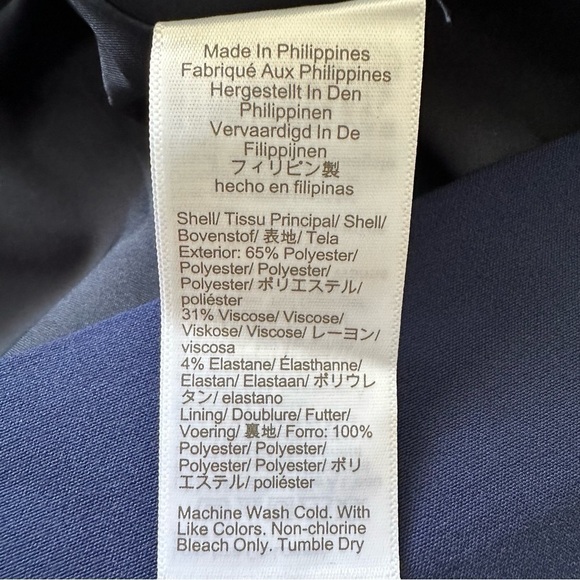 Made In Philippines
Fabriqué Aux Philippines
Hergestellt In Den
Philippinen
Vervaardigd In De
Filippijnen
フィリピン製
hecho en filipinas
Shell/ Tissu Principal/ Shell/
Bovenstof/ 表地/ Tela
Exterior: 65% Polyester/
Polyester/ Polyester/
Polyester/ ポリエステル/
poliéster
31% Viscose/ Viscose/
Viskose/ Viscose/ レーヨン/
viscosa
4% Elastane/ Élasthanne/
Elastan/ Elastaan/ ポリウレ
タン/ elastano
Lining/ Doublure/ Futter/
Voering/ 裏地/ Forro: 100%
Polyester/ Polyester/
Polyester/ Polyester/ ポリ
エステル/ poliéster
Machine Wash Cold. With
Like Colors. Non-chlorine
Bleach Only. Tumble Dry